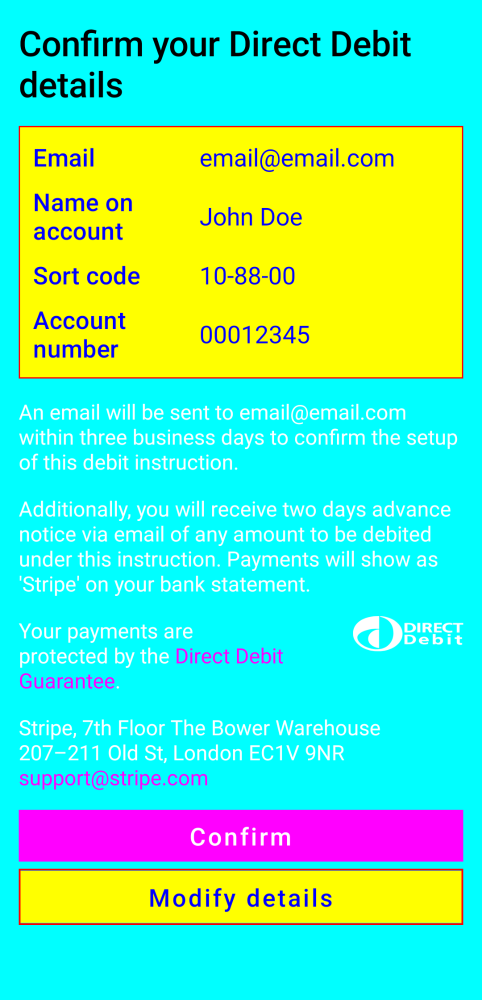 Confirm your Direct Debit
details
Email email@email.com
Name on
account
John Doe
Sort code 10-88-00
Account
number
00012345
An email will be sent to email@email.com
within three business days to confirm the setup
of this debit instruction.
Additionally, you will receive two days advance
notice via email of any amount to be debited
under this instruction. Payments will show as
'Stripe' on your bank statement.
Your payments are
protected by the Direct Debit
Guarantee.
DIRECT
Debit
Stripe, 7th Floor The Bower Warehouse
207–211 Old St, London EC1V 9NR
support@stripe.com
Confirm
Modify details